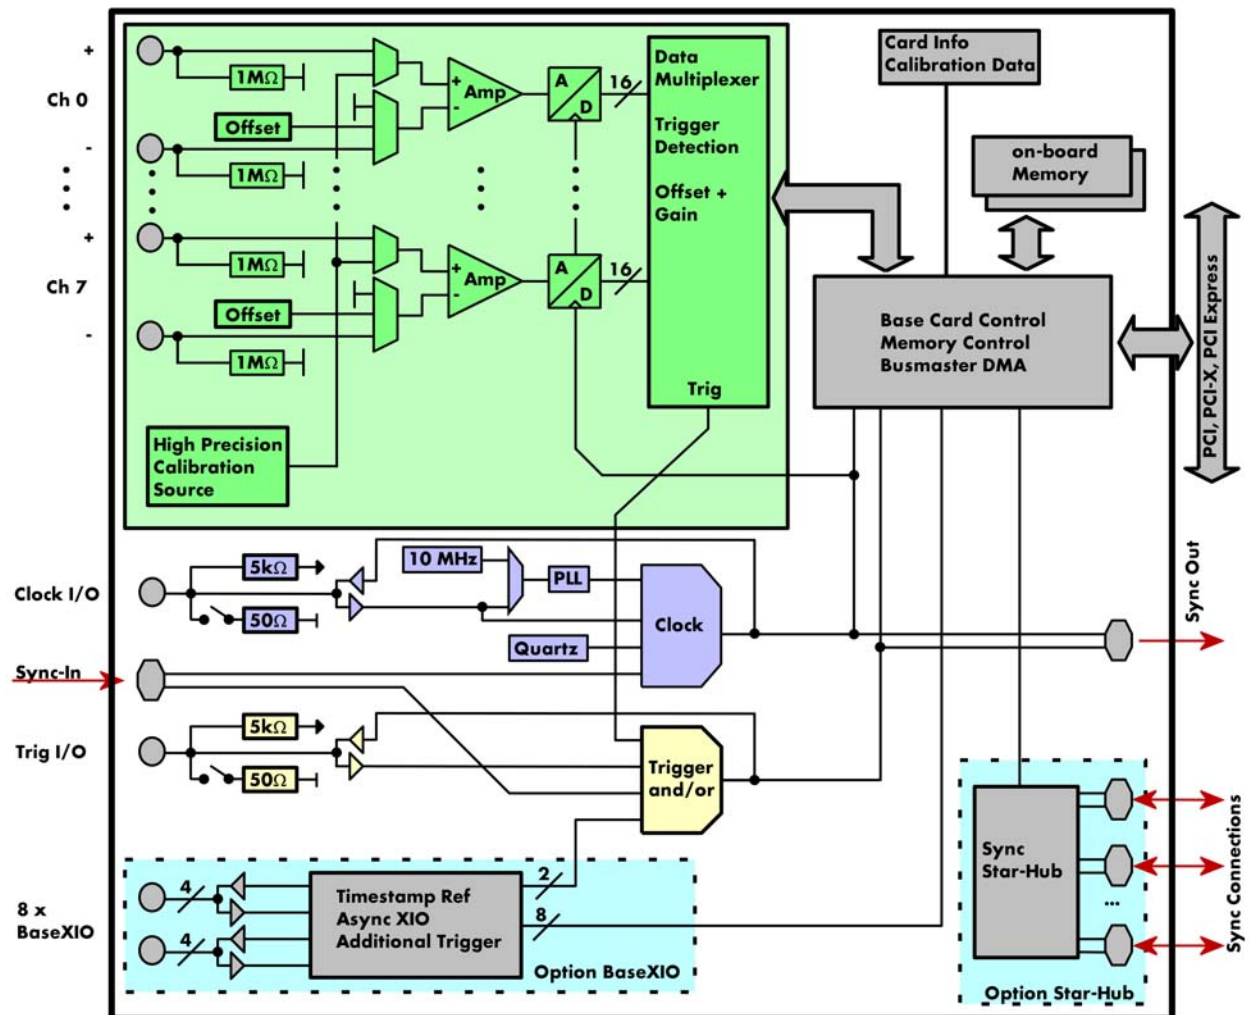 +
1MΩ
Ch 0
Offset
-
1MΩ
+
-
Amp
A
D
16
Data
Multiplexer
Trigger
Detection
Offset +
Gain
Trig
+
1MΩ
Ch 7
Offset
-
1MΩ
+
-
Amp
A
D
16
High Precision
Calibration
Source
Card Info
Calibration Data
on-board
Memory
Base Card Control
Memory Control
Busmaster DMA
PCI, PCI-X, PCI Express
Clock I/O
5kΩ
50Ω
10 MHz
PLL
Quartz
Clock
Sync Out
Sync-In
Trig I/O
5kΩ
50Ω
Trigger
and/or
8 x
BaseXIO
4
4
Timestamp Ref
Async XIO
Additional Trigger
2
8
Option BaseXIO
Sync
Star-Hub
...
Option Star-Hub
Sync Connections